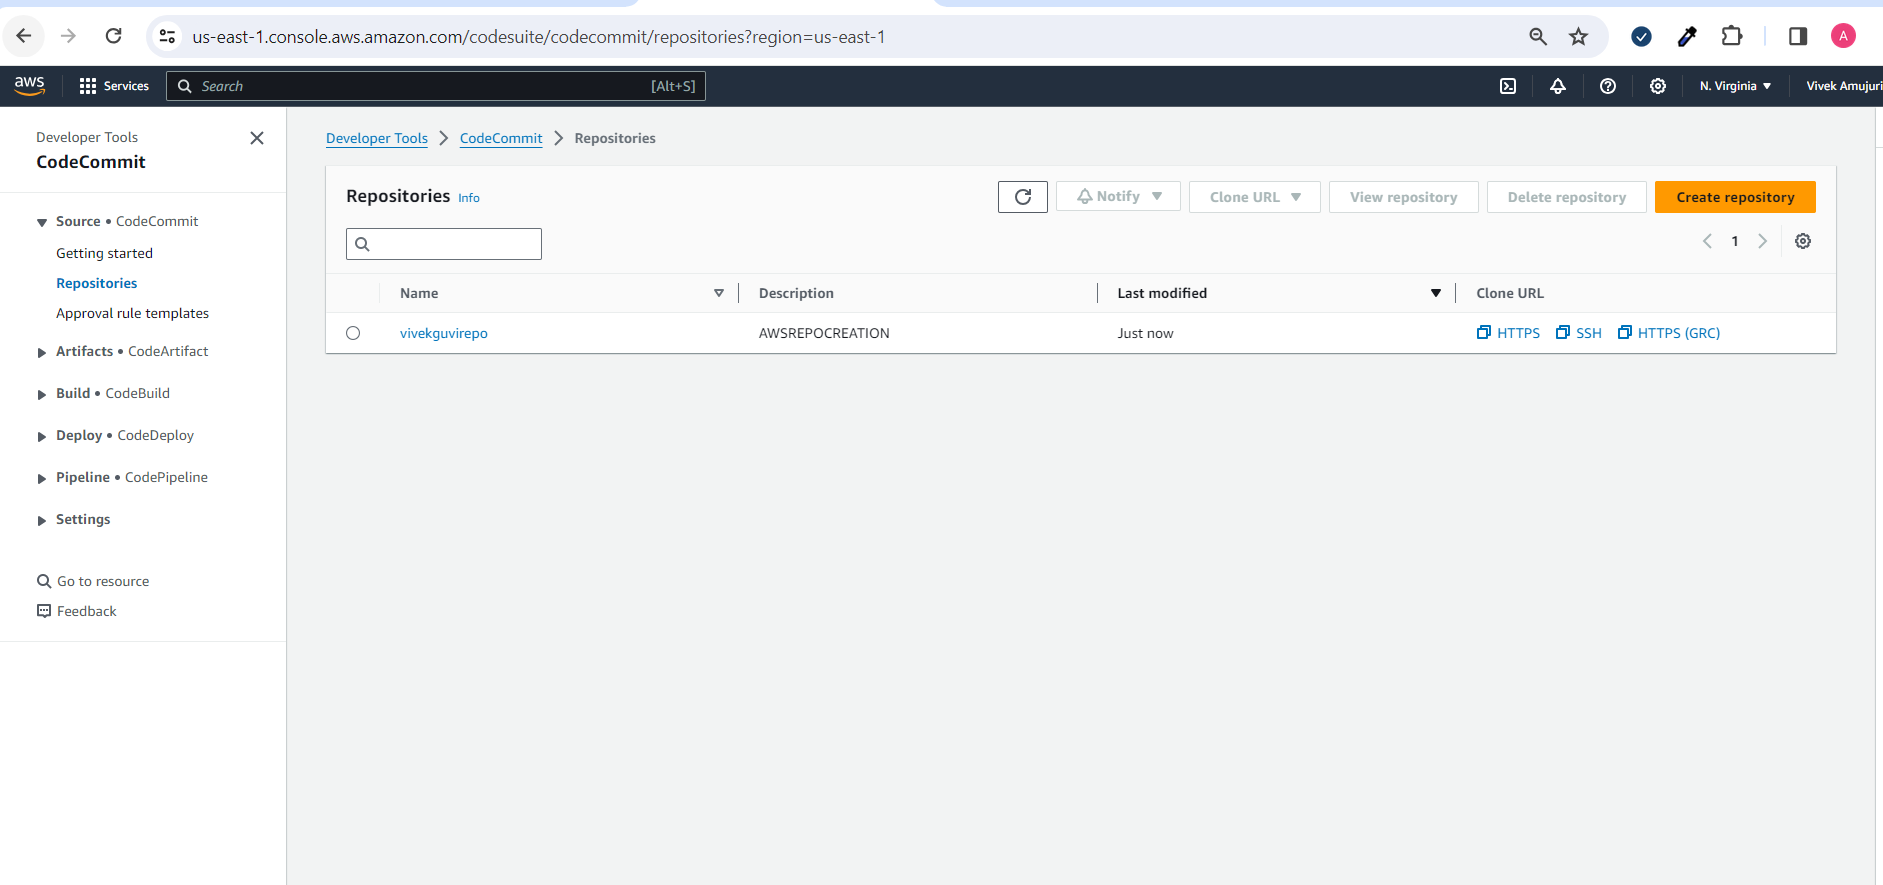 us-east-1.console.aws.amazon.com/codesuite/codecommit/repositories?region=us-east-1
A
aws
Services
Search
[Alt+S]
N. Virginia
Vivek Amujuri
Developer Tools
CodeCommit
Source • CodeCommit
Getting started
Repositories
Approval rule templates
Artifacts • CodeArtifact
Build • CodeBuild
Deploy • CodeDeploy
Pipeline • CodePipeline
Settings
Go to resource
Feedback
Developer Tools
CodeCommit
Repositories
Repositories Info
Notify
Clone URL
View repository
Delete repository
Create repository
1
Name
Description
Last modified
Clone URL
vivekguvirepo
AWSREPOCREATION
Just now
HTTPS
SSH
HTTPS (GRC)